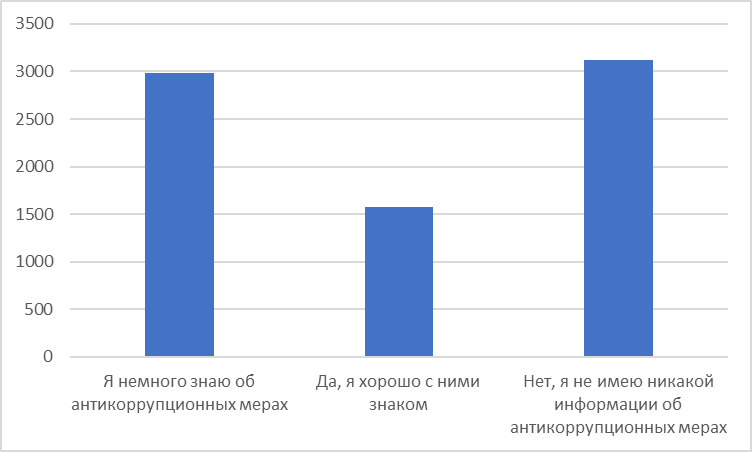 3500
3000
2500
2000
1500
1000
500
0
Я немного знаю об
антикоррупционных мерах
Да, я хорошо с ними
знаком
Нет, я не имею никакой
информации об
антикоррупционных мерах